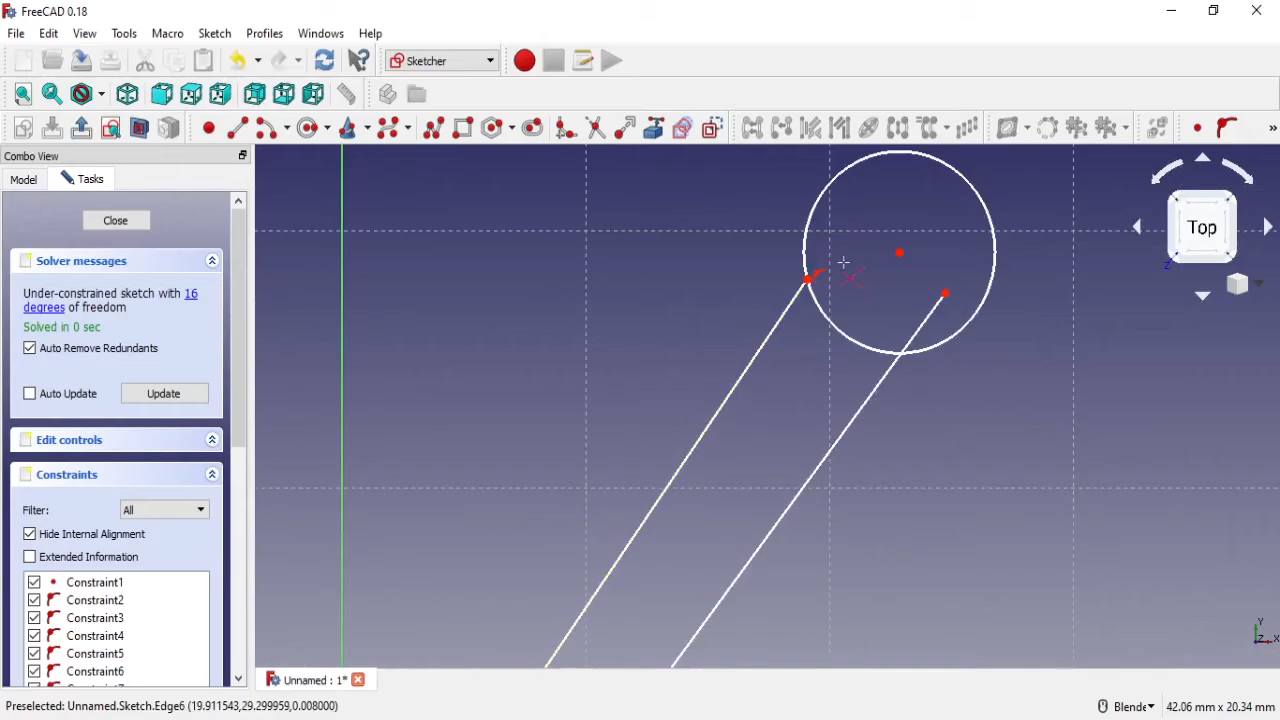 FreeCAD 0.18
File Edit View Tools Macro Sketch Profiles Windows Help
Sketcher
»
Combo View
Model Tasks
Close
Solver messages
Under-constrained sketch with 16
degrees of freedom
Solved in 0 sec
Auto Remove Redundants
Auto Update Update
Edit controls
Constraints
Filter: All
Hide Internal Alignment
Extended Information
Constraint1
Constraint2
Constraint3
Constraint4
Constraint5
Constraint6
Top
Z
Y
Z X
Unnamed : 1*
Preselected: Unnamed.Sketch.Edge6 (19.911543,29.299959,0.008000)
Blende
42.06 mm x 20.34 mm